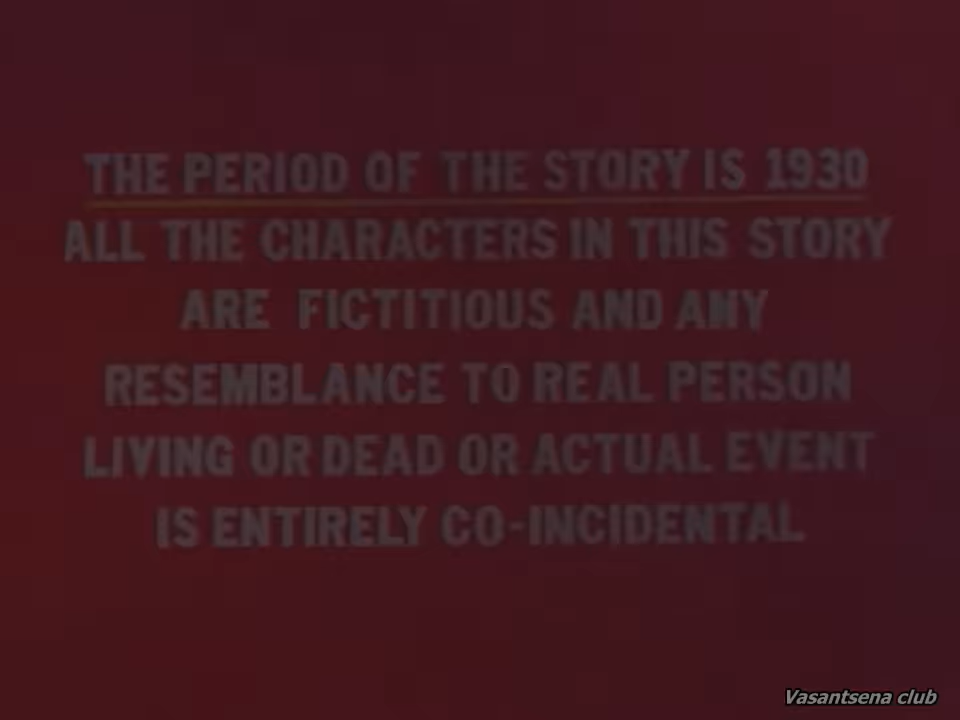 THE PERIOD OF THE STORY IS 1930
ALL THE CHARACTERS IN THIS STORY
ARE FICTITIOUS AND ANY
RESEMBLANCE TO REAL PERSON
LIVING OR DEAD OR ACTUAL EVENT
IS ENTIRELY CO-INCIDENTAL
Vasantsena club